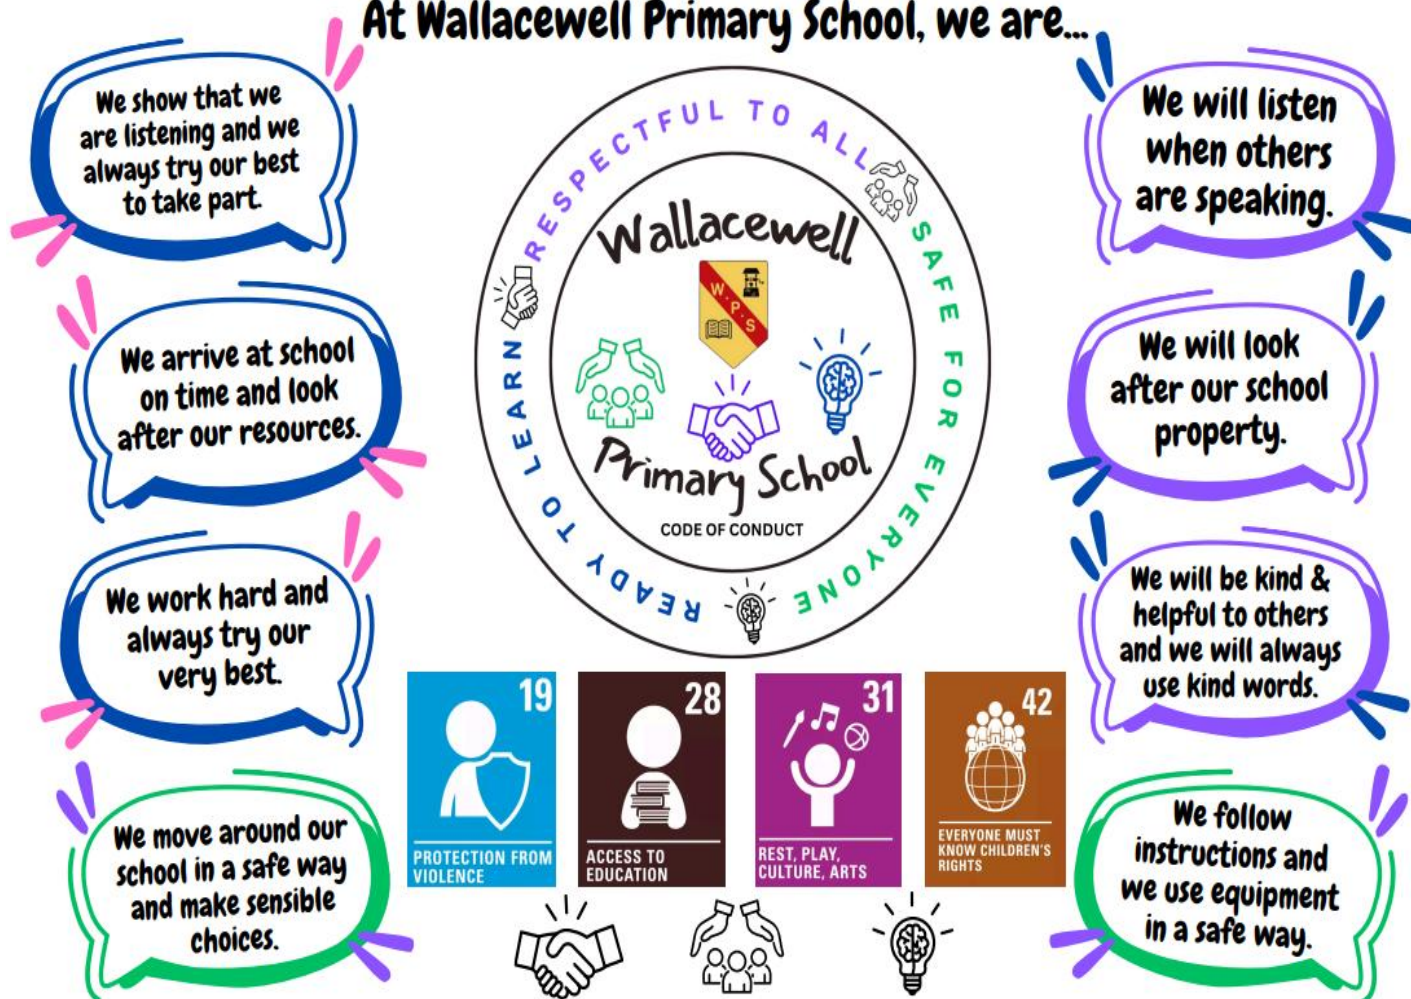 At Wallacewell Primary School, we are...
We show that we
are listening and we
always try our best
to take part.
We arrive at school
on time and look
after our resources.
We work hard and
always try our
very best.
We move around our
school in a safe way
and make sensible
choices.
RESPECTFUL TO ALL
SAFE FOR EVERYONE
READY TO LEARN
Wallacewell
W.P.S
Primary School
CODE OF CONDUCT
19
PROTECTION FROM
VIOLENCE
28
ACCESS TO
EDUCATION
31
REST, PLAY,
CULTURE, ARTS
42
EVERYONE MUST
KNOW CHILDREN'S
RIGHTS
We will listen
when others
are speaking.
We will look
after our school
property.
We will be kind &
helpful to others
and we will always
use kind words.
We follow
instructions and
we use equipment
in a safe way.